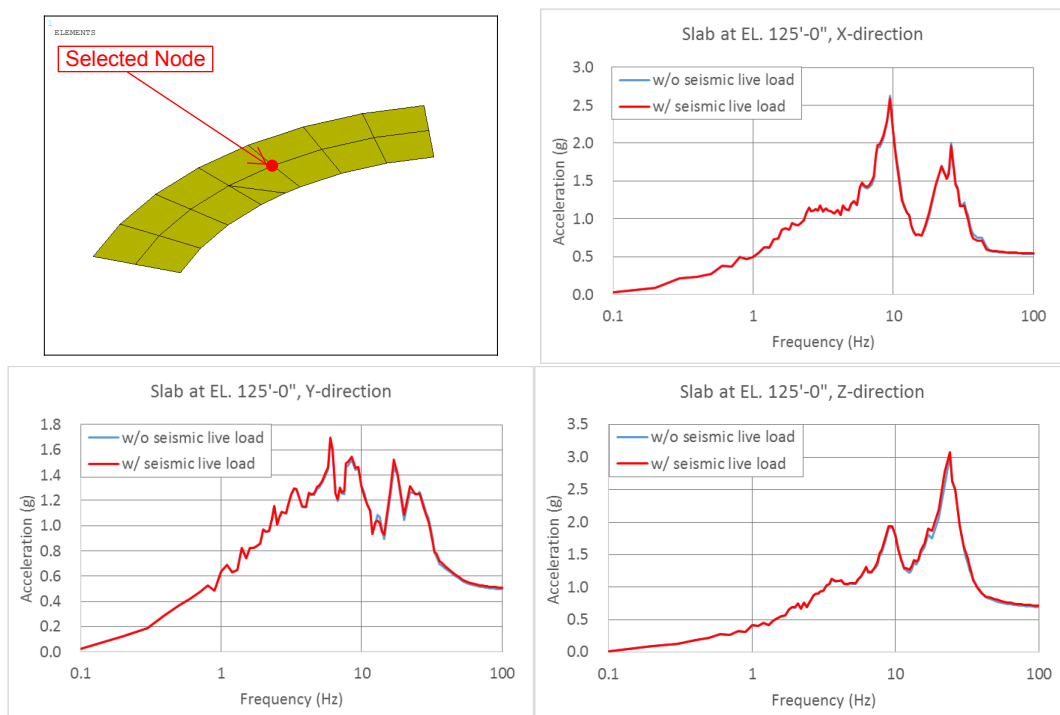 1
ELEMENTS
Selected Node
Slab at EL. 125'-0", X-direction
w/o seismic live load
w/ seismic live load
Acceleration (g)
3.0
2.5
2.0
1.5
1.0
0.5
0.0
0.1 1 10 100
Frequency (Hz)
Slab at EL. 125'-0", Y-direction
w/o seismic live load
w/ seismic live load
Acceleration (g)
1.8
1.6
1.4
1.2
1.0
0.8
0.6
0.4
0.2
0.0
0.1 1 10 100
Frequency (Hz)
Slab at EL. 125'-0", Z-direction
w/o seismic live load
w/ seismic live load
Acceleration (g)
3.5
3.0
2.5
2.0
1.5
1.0
0.5
0.0
0.1 1 10 100
Frequency (Hz)